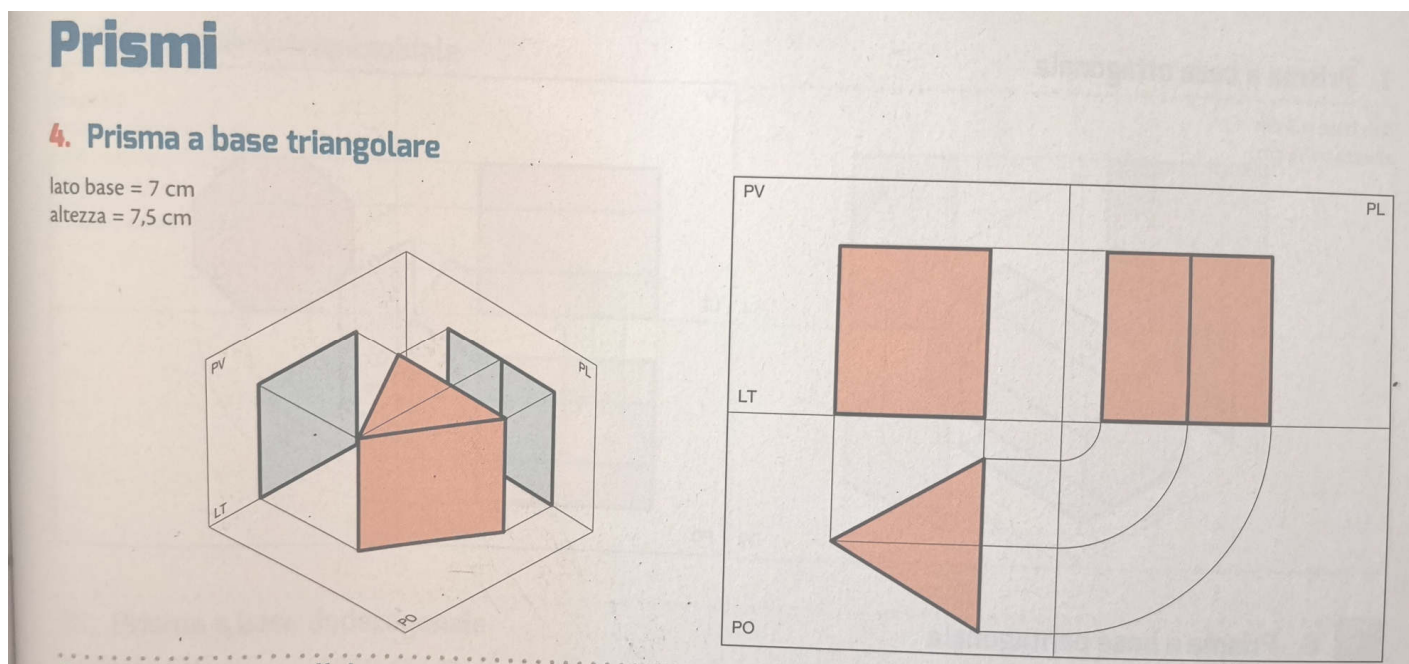 Prismi
4. Prisma a base triangolare
lato base = 7 cm
altezza = 7,5 cm
PV
PL
LT
PO
PV
PL
LT
PO